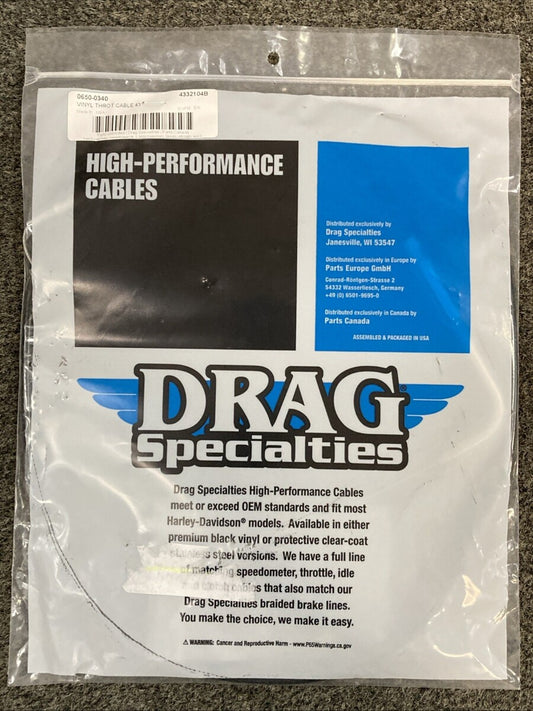 0650-0340 4332104B
VINYL THROT CABLE
HIGH-PERFORMANCE
CABLES
Distributed exclusively by
Drag Specialties
Janesville, WI 53547
Distributed exclusively in Europe by
Parts Europe GmbH
Conrad-Röntgen-Strasse 2
54332 Wasserliesch, Germany
+49 (0) 6501-9695-0
Distributed exclusively in Canada by
Parts Canada
ASSEMBLED & PACKAGED IN USA
DRAG®
Specialties
Drag Specialties High-Performance Cables
meet or exceed OEM standards and fit most
Harley-Davidson® models. Available in either
premium black vinyl or protective clear-coat
stainless steel versions. We have a full line
of matching speedometer, throttle, idle
and clutch cables that also match our
Drag Specialties braided brake lines.
You make the choice, we make it easy.
⚠ WARNING: Cancer and Reproductive Harm - www.P65Warnings.ca.gov